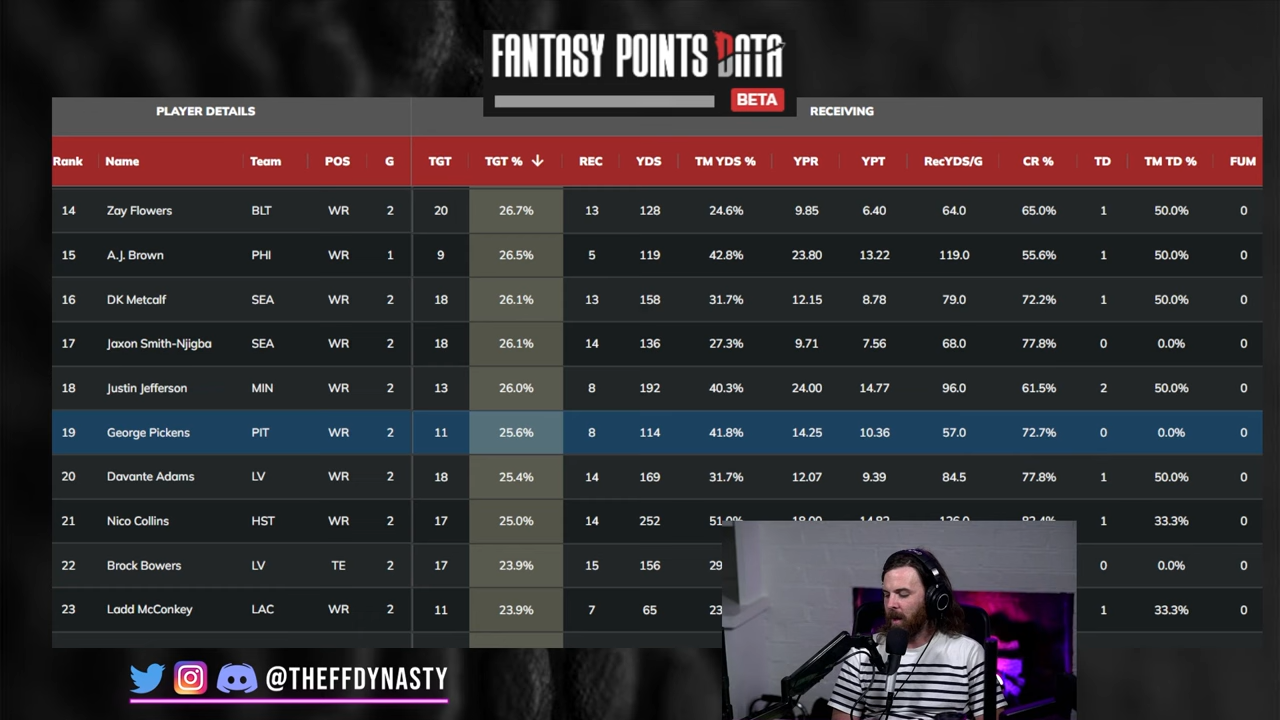 FANTASY POINTS DATA
BETA
PLAYER DETAILS RECEIVING
Rank Name Team POS G TGT TGT % REC YDS TM YDS % YPR YPT RecYDS/G CR % TD TM TD % FUM
14 Zay Flowers BLT WR 2 20 26.7% 13 128 24.6% 9.85 6.40 64.0 65.0% 1 50.0% 0
15 A.J. Brown PHI WR 1 9 26.5% 5 119 42.8% 23.80 13.22 119.0 55.6% 1 50.0% 0
16 DK Metcalf SEA WR 2 18 26.1% 13 158 31.7% 12.15 8.78 79.0 72.2% 1 50.0% 0
17 Jaxon Smith-Njigba SEA WR 2 18 26.1% 14 136 27.3% 9.71 7.56 68.0 77.8% 0 0.0% 0
18 Justin Jefferson MIN WR 2 13 26.0% 8 192 40.3% 24.00 14.77 96.0 61.5% 2 50.0% 0
19 George Pickens PIT WR 2 11 25.6% 8 114 41.8% 14.25 10.36 57.0 72.7% 0 0.0% 0
20 Davante Adams LV WR 2 18 25.4% 14 169 31.7% 12.07 9.39 84.5 77.8% 1 50.0% 0
21 Nico Collins HST WR 2 17 25.0% 14 252 1 33.3% 0
22 Brock Bowers LV TE 2 17 23.9% 15 156 29 0 0.0% 0
23 Ladd McConkey LAC WR 2 11 23.9% 7 65 23 1 33.3% 0
@THEFFDYNASTY